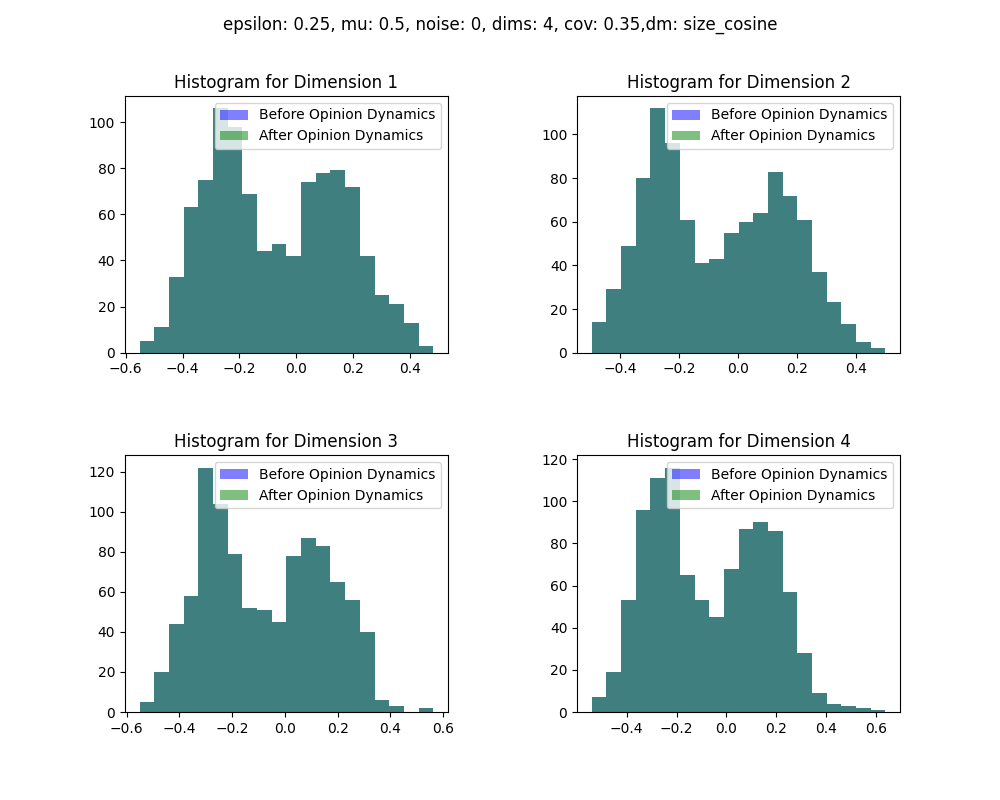 epsilon: 0.25, mu: 0.5, noise: 0, dims: 4, cov: 0.35,dm: size_cosine
Histogram for Dimension 1
Before Opinion Dynamics
After Opinion Dynamics
100
80
60
40
20
0
−0.6 −0.4 −0.2 0.0 0.2 0.4
Histogram for Dimension 2
Before Opinion Dynamics
After Opinion Dynamics
100
80
60
40
20
0
−0.4 −0.2 0.0 0.2 0.4
Histogram for Dimension 3
Before Opinion Dynamics
After Opinion Dynamics
120
100
80
60
40
20
0
−0.6 −0.4 −0.2 0.0 0.2 0.4 0.6
Histogram for Dimension 4
Before Opinion Dynamics
After Opinion Dynamics
120
100
80
60
40
20
0
−0.4 −0.2 0.0 0.2 0.4 0.6